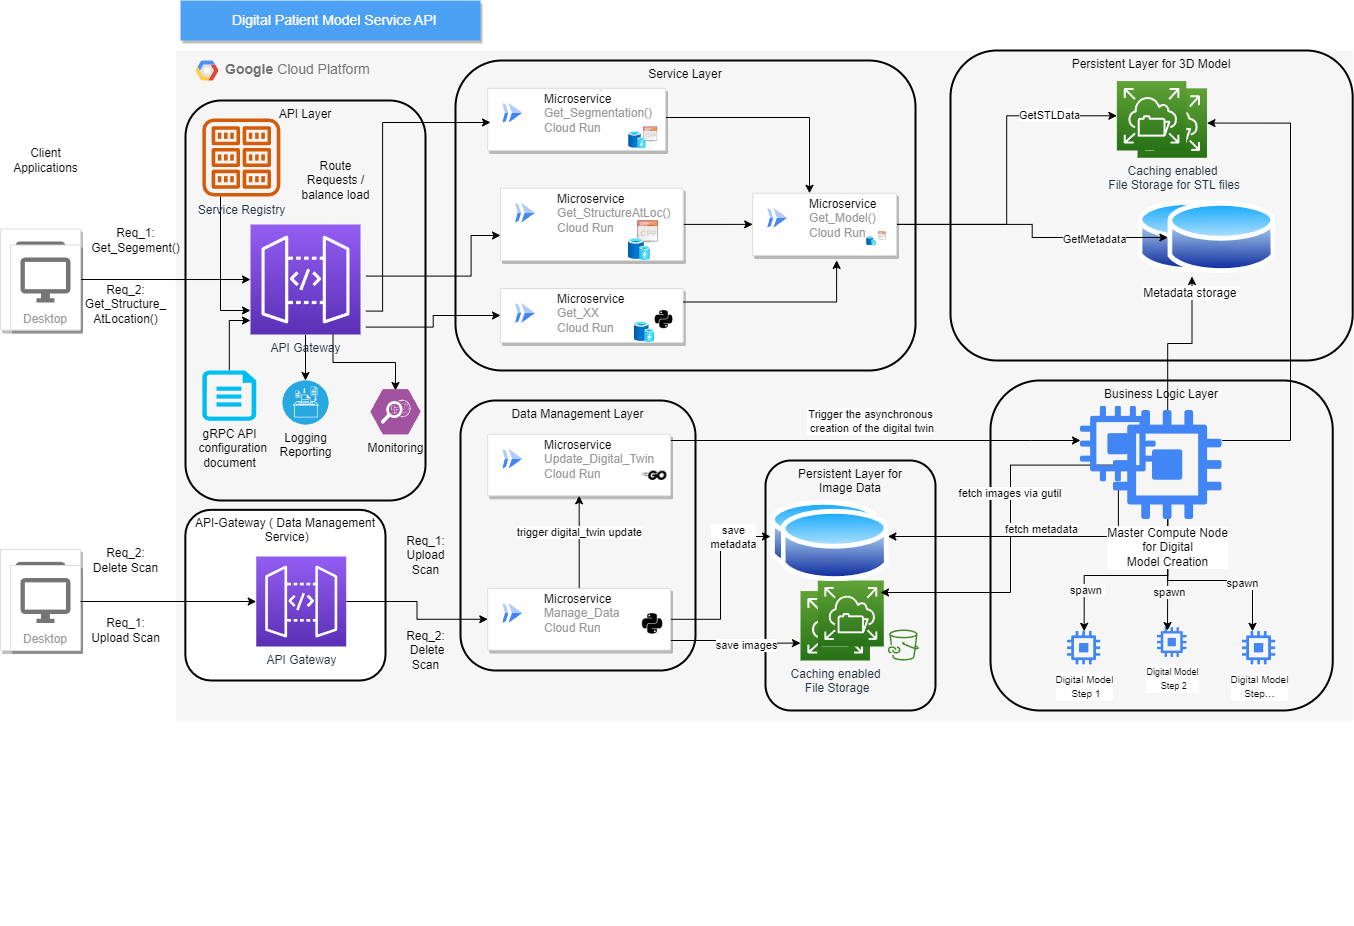 Digital Patient Model Service API
Google Cloud Platform
Client
Applications
Req_1:
Get_Segement()
Req_2:
Get_Structure_
AtLocation()
Desktop
API Layer
Service Registry
Route
Requests /
balance load
API Gateway
gRPC API
configuration
document
Logging
Reporting
Monitoring
Service Layer
Microservice
Get_Segmentation()
Cloud Run
Microservice
Get_StructureAtLoc()
Cloud Run
CPP
Microservice
Get_XX
Cloud Run
Microservice
Get_Model()
Cloud Run
Persistent Layer for 3D Model
GetSTLData
Caching enabled
File Storage for STL files
GetMetadata
Metadata storage
API-Gateway ( Data Management
Service)
API Gateway
Req_2:
Delete Scan
Req_1:
Upload Scan
Desktop
Req_1:
Upload
Scan
Req_2:
Delete
Scan
Data Management Layer
Microservice
Update_Digital_Twin
Cloud Run
GO
trigger digital_twin update
Microservice
Manage_Data
Cloud Run
save
metadata
save images
Trigger the asynchronous
creation of the digital twin
Persistent Layer for
Image Data
Caching enabled
File Storage
Business Logic Layer
fetch images via gutil
fetch metadata
Master Compute Node
for Digital
Model Creation
spawn
spawn
spawn
Digital Model
Step 1
Digital Model
Step 2
Digital Model
Step...